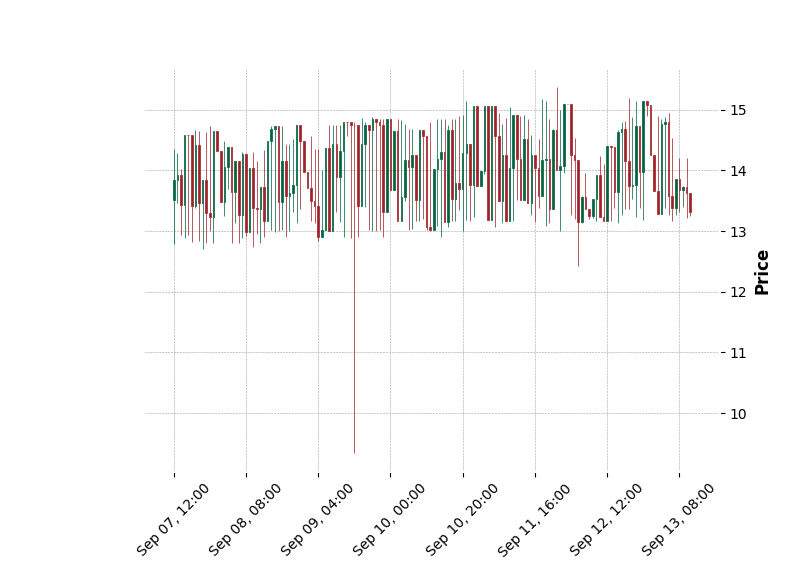 15
14
13
12
11
10
Price
Sep 07, 12:00
Sep 08, 08:00
Sep 09, 04:00
Sep 10, 00:00
Sep 10, 20:00
Sep 11, 16:00
Sep 12, 12:00
Sep 13, 08:00